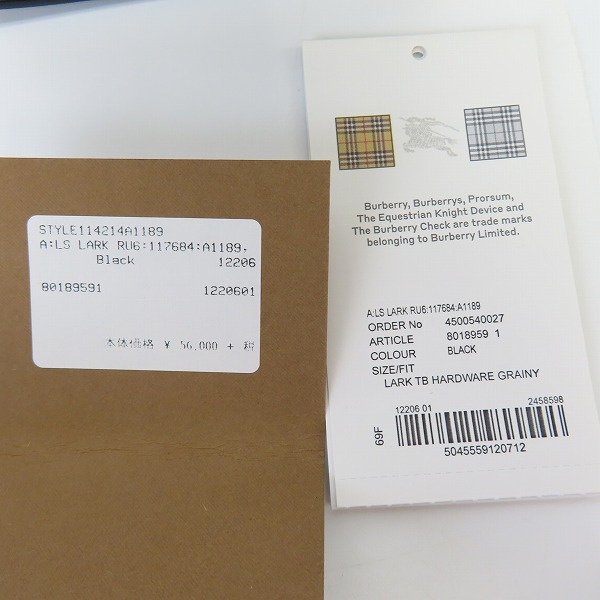 STYLE114214A1189
A:LS LARK RU6:117684:A1189.
Black 12206
80189591 1220601
本体価格 ¥ 56,000 + 税
Burberry, Burberrys, Prorsum,
The Equestrian Knight Device and
The Burberry Check are trade marks
belonging to Burberry Limited.
A:LS LARK RU6:117684:A1189
ORDER No 4500540027
ARTICLE 8018959 1
COLOUR BLACK
SIZE/FIT
LARK TB HARDWARE GRAINY
12206 01 2458598
69F
5045559120712